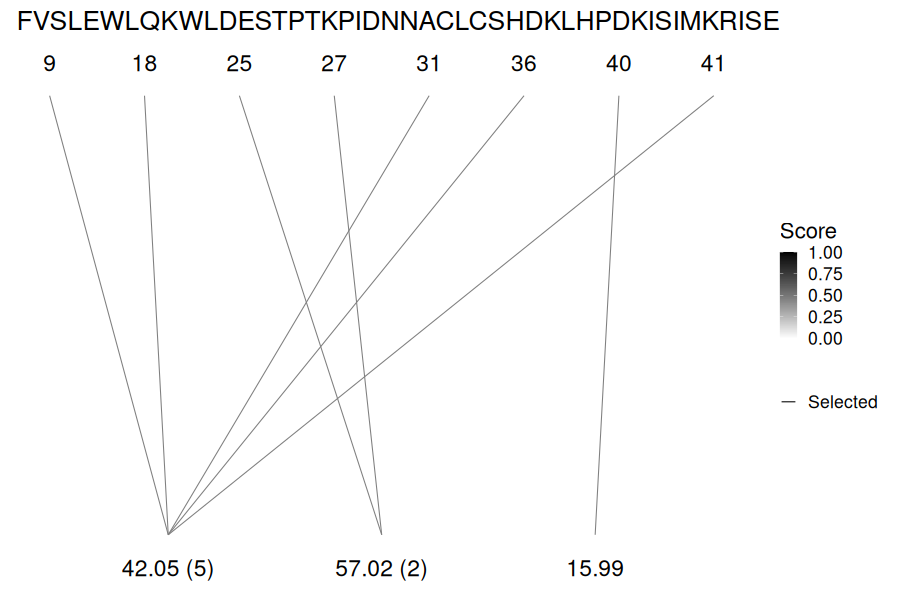 FVSLEWLQKWLDESTPTKPIDNNACLCSHDKLHPDKISIMKRISE
9 18 25 27 31 36 40 41
Score
1.00
0.75
0.50
0.25
0.00
Selected
42.05 (5) 57.02 (2) 15.99